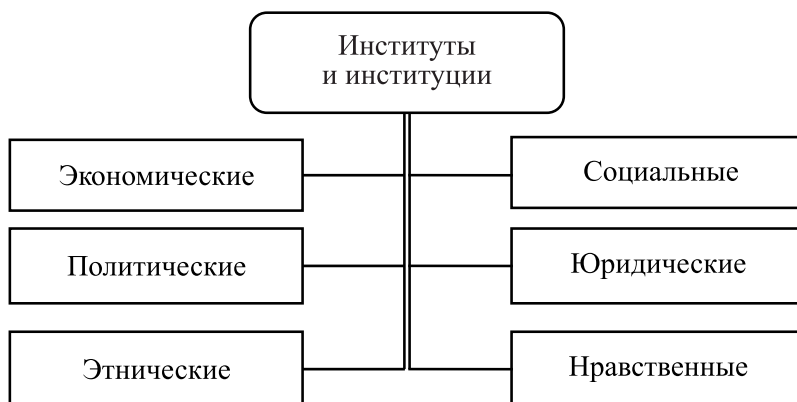 Институты
и институции
Экономические
Социальные
Политические
Юридические
Этнические
Нравственные